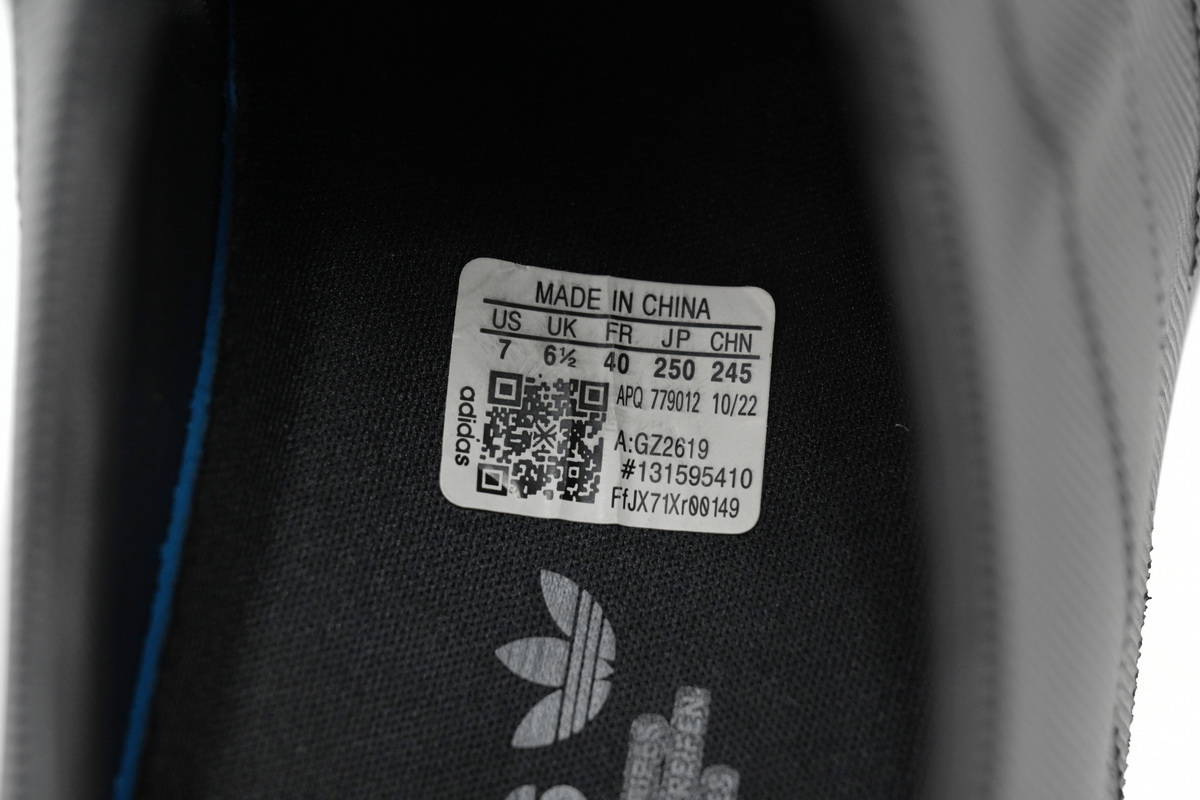 MADE IN CHINA
US UK FR JP CHN
7 6½ 40 250 245
APQ 779012 10/22
adidas
A:GZ2619
#131595410
FfJX71Xr00149